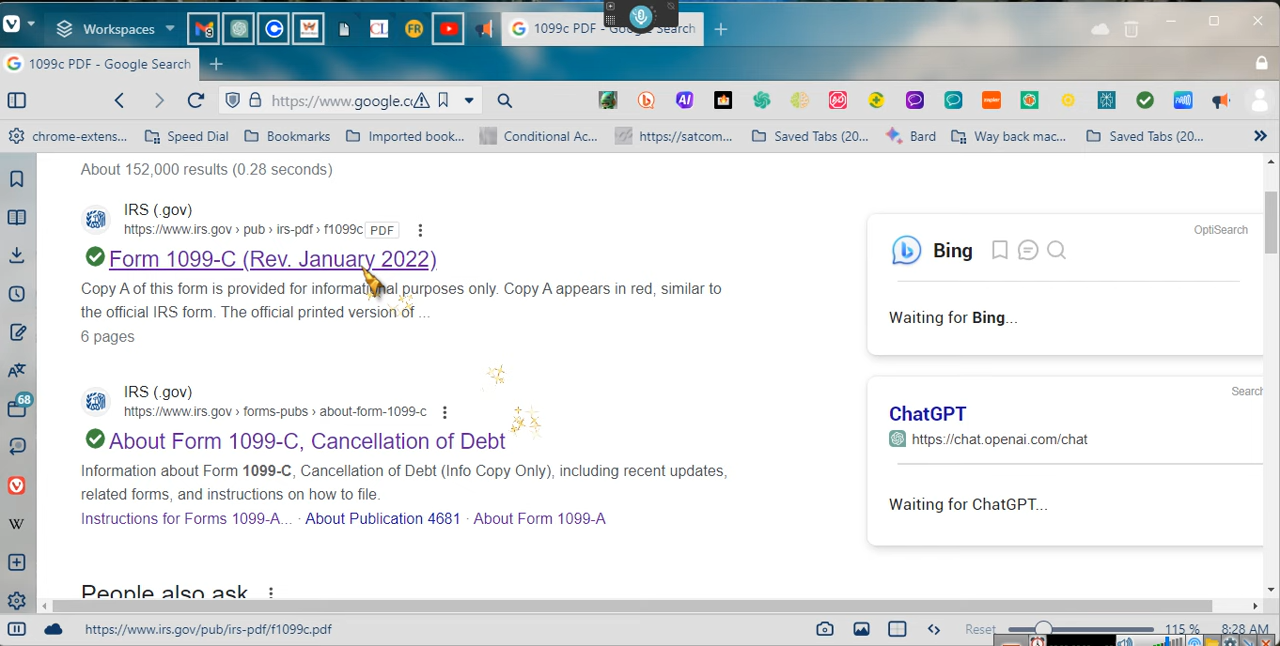 Workspaces
CL
FR
1099c PDF - Google Search
1099c PDF - Google Search
https://www.google.c
chrome-extens...
Speed Dial
Bookmarks
Imported book...
Conditional Ac...
https://satcom...
Saved Tabs (20...
Bard
Way back mac...
Saved Tabs (20...
About 152,000 results (0.28 seconds)
IRS (.gov)
https://www.irs.gov › pub › irs-pdf › f1099c PDF
Form 1099-C (Rev. January 2022)
Copy A of this form is provided for informational purposes only. Copy A appears in red, similar to
the official IRS form. The official printed version of ...
6 pages
IRS (.gov)
https://www.irs.gov › forms-pubs › about-form-1099-c
About Form 1099-C, Cancellation of Debt
Information about Form 1099-C, Cancellation of Debt (Info Copy Only), including recent updates,
related forms, and instructions on how to file.
Instructions for Forms 1099-A... · About Publication 4681 · About Form 1099-A
People also ask
OptiSearch
Bing
Waiting for Bing...
Search
ChatGPT
https://chat.openai.com/chat
Waiting for ChatGPT...
68
W
https://www.irs.gov/pub/irs-pdf/f1099c.pdf
Reset
115 %
8:28 AM